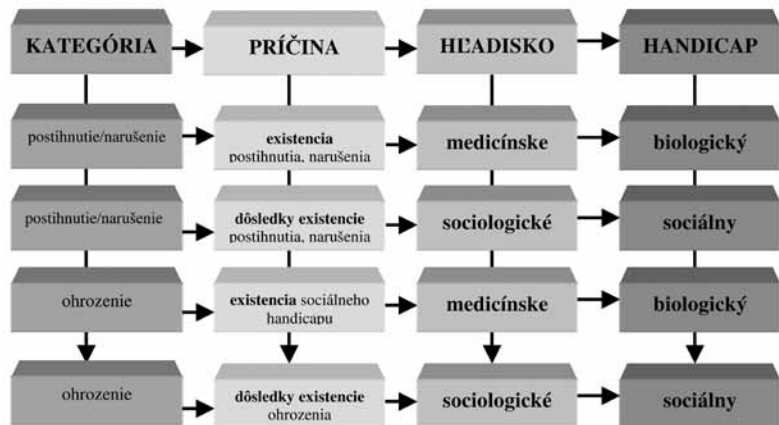 KATEGÓRIA
PRÍČINA
HĽADISKO
HANDICAP
postihnutie/narušenie
existencia
postihnutia, narušenia
medicínske
biologický
postihnutie/narušenie
dôsledky existencie
postihnutia, narušenia
sociologické
sociálny
ohrozenie
existencia sociálneho
handicapu
medicínske
biologický
ohrozenie
dôsledky existencie
ohrozenia
sociologické
sociálny